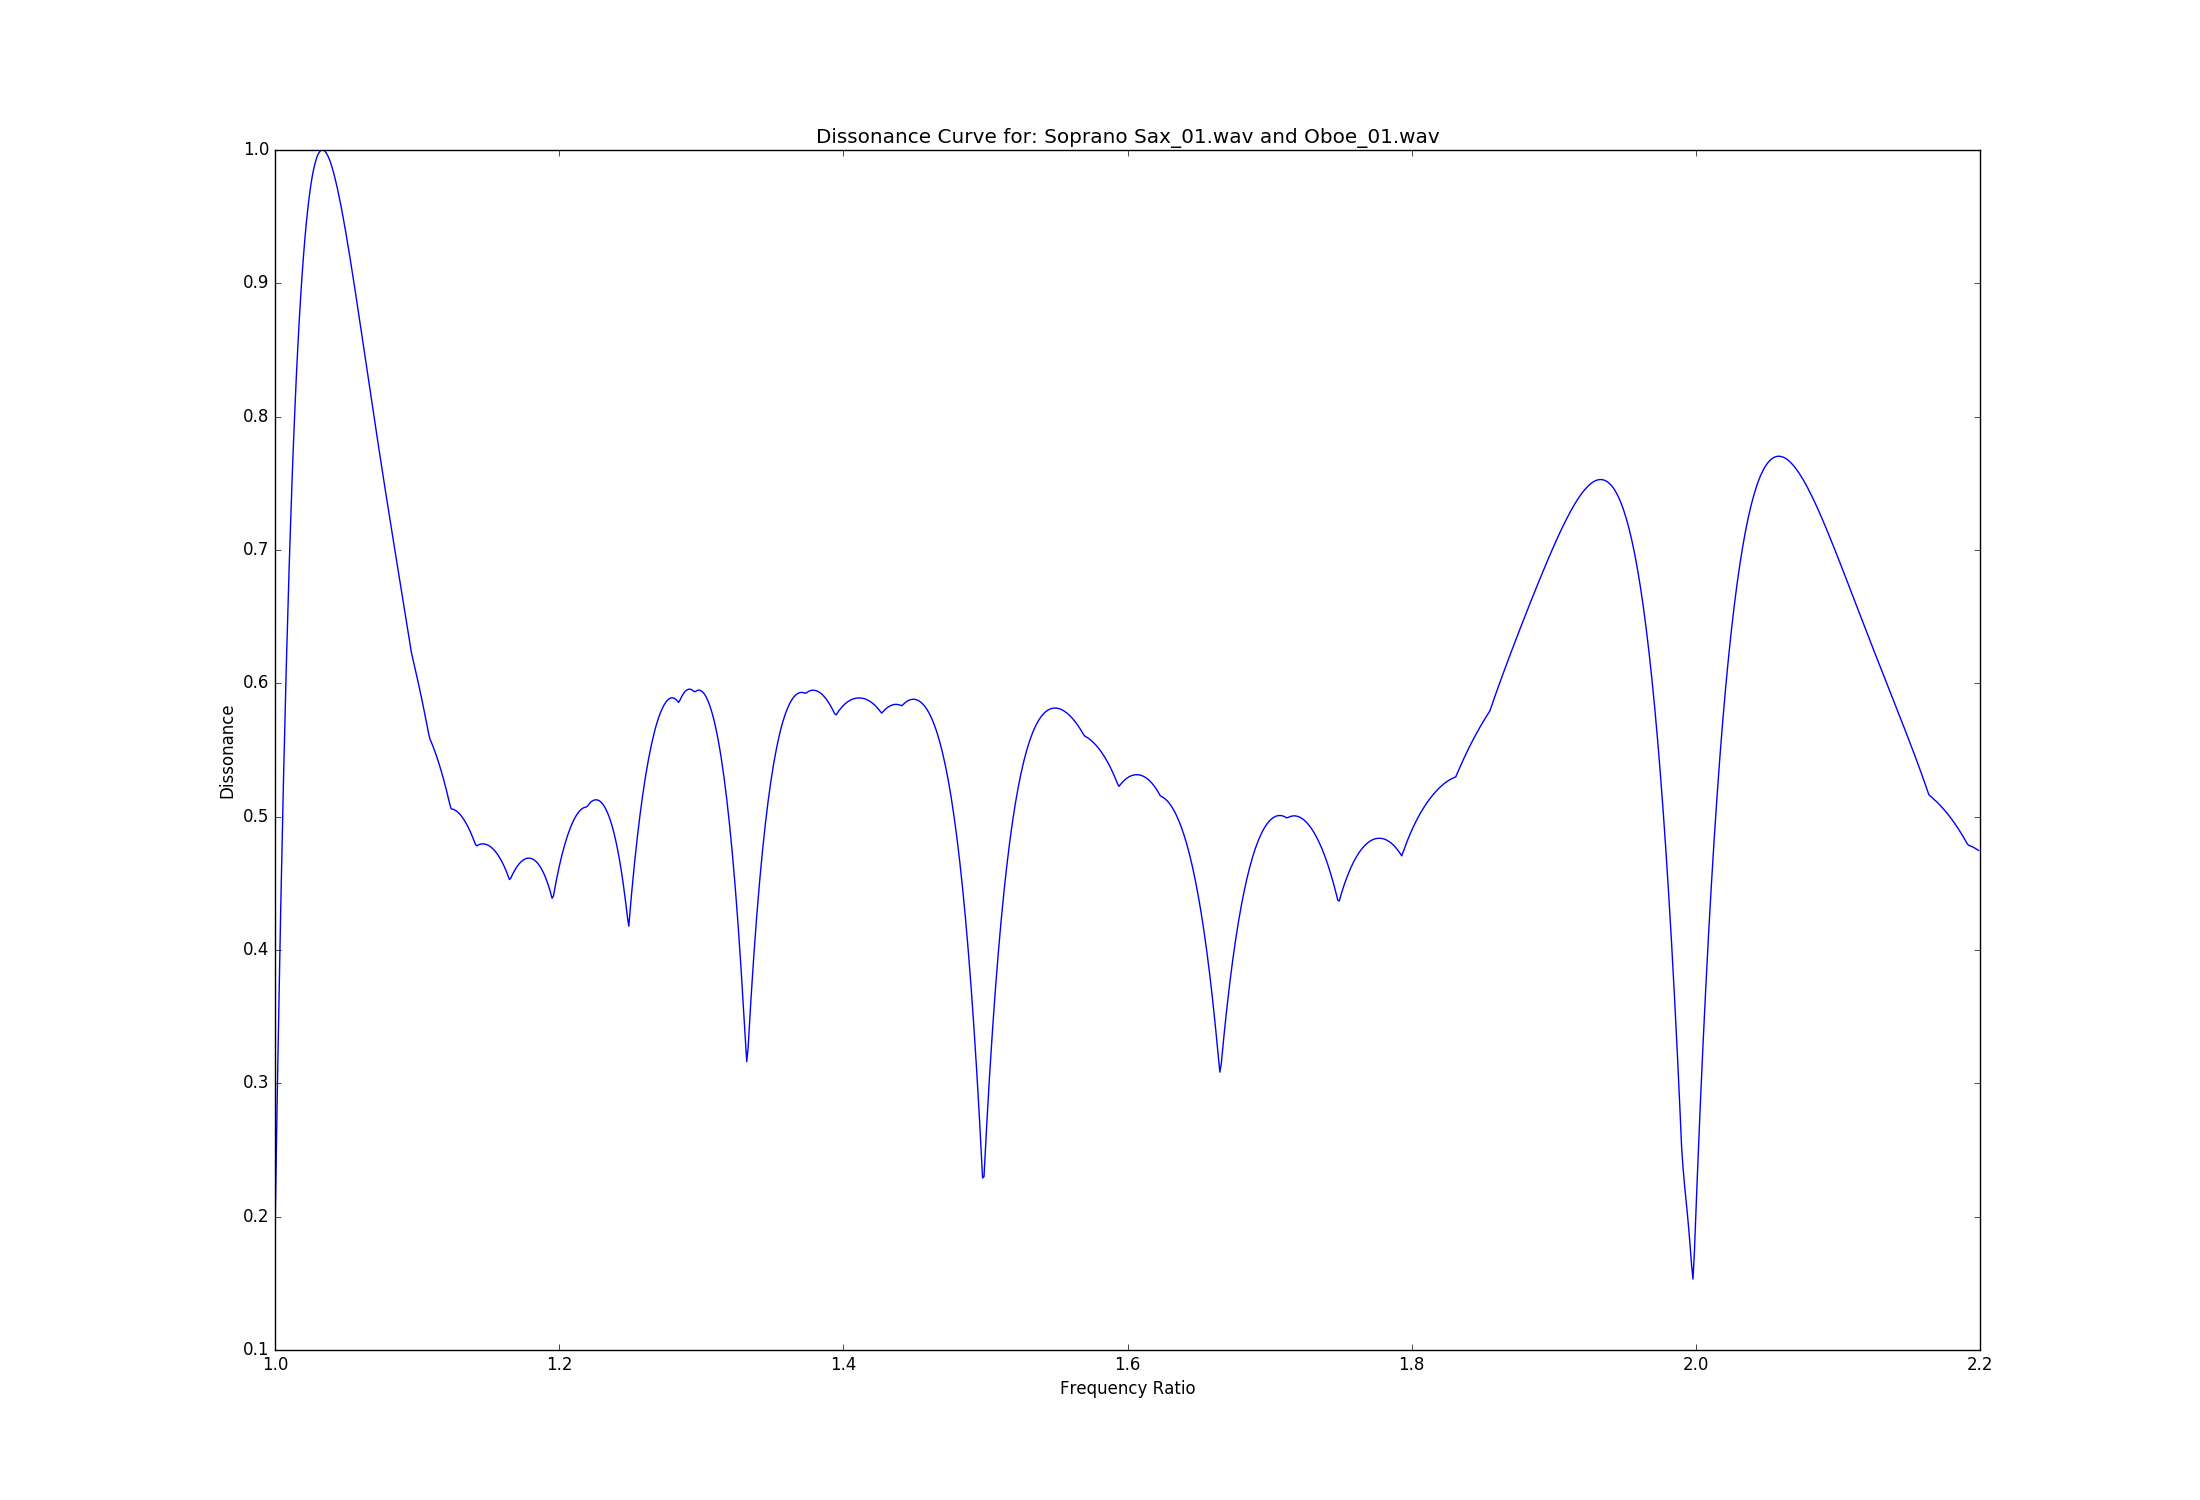 Dissonance Curve for: Soprano Sax_01.wav and Oboe_01.wav
1.0
0.9
0.8
0.7
0.6
0.5
0.4
0.3
0.2
0.1
Dissonance
1.0 1.2 1.4 1.6 1.8 2.0 2.2
Frequency Ratio